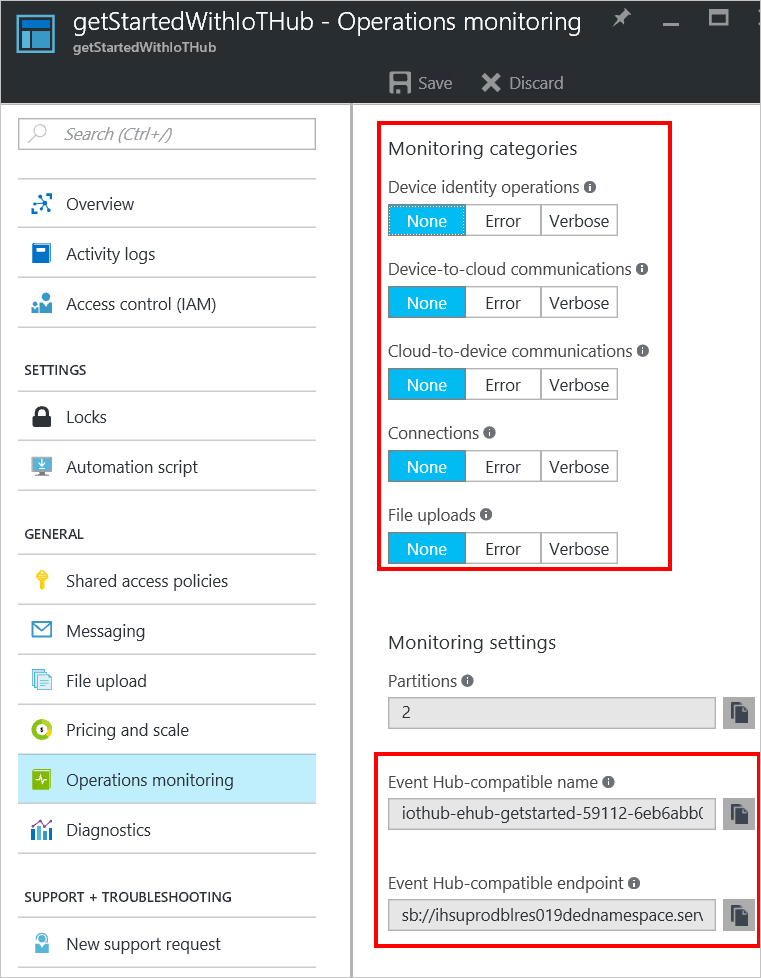 getStartedWithIoTHub - Operations monitoring
getStartedWithIoTHub
Save Discard
Search (Ctrl+/)
Overview
Activity logs
Access control (IAM)
SETTINGS
Locks
Automation script
GENERAL
Shared access policies
Messaging
File upload
Pricing and scale
Operations monitoring
Diagnostics
SUPPORT + TROUBLESHOOTING
New support request
Monitoring categories
Device identity operations
None Error Verbose
Device-to-cloud communications
None Error Verbose
Cloud-to-device communications
None Error Verbose
Connections
None Error Verbose
File uploads
None Error Verbose
Monitoring settings
Partitions
2
Event Hub-compatible name
iothub-ehub-getstarted-59112-6eb6abb0
Event Hub-compatible endpoint
sb://ihsuprodblres019dednamespace.serv